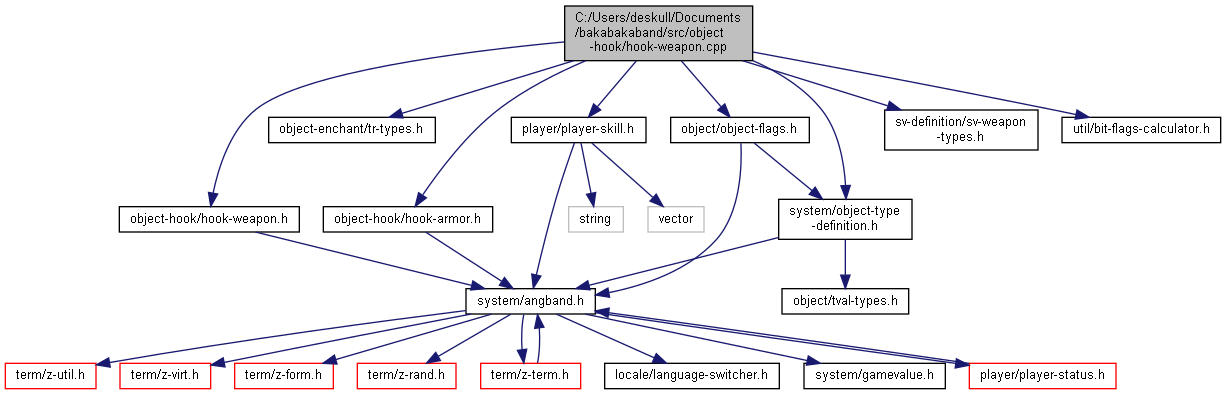 C:/Users/deskull/Documents
/bakabakaband/src/object
-hook/hook-weapon.cpp
object-enchant/tr-types.h
player/player-skill.h
object/object-flags.h
sv-definition/sv-weapon
-types.h
util/bit-flags-calculator.h
object-hook/hook-weapon.h
object-hook/hook-armor.h
string
vector
system/object-type
-definition.h
system/angband.h
object/tval-types.h
term/z-util.h
term/z-virt.h
term/z-form.h
term/z-rand.h
term/z-term.h
locale/language-switcher.h
system/gamevalue.h
player/player-status.h